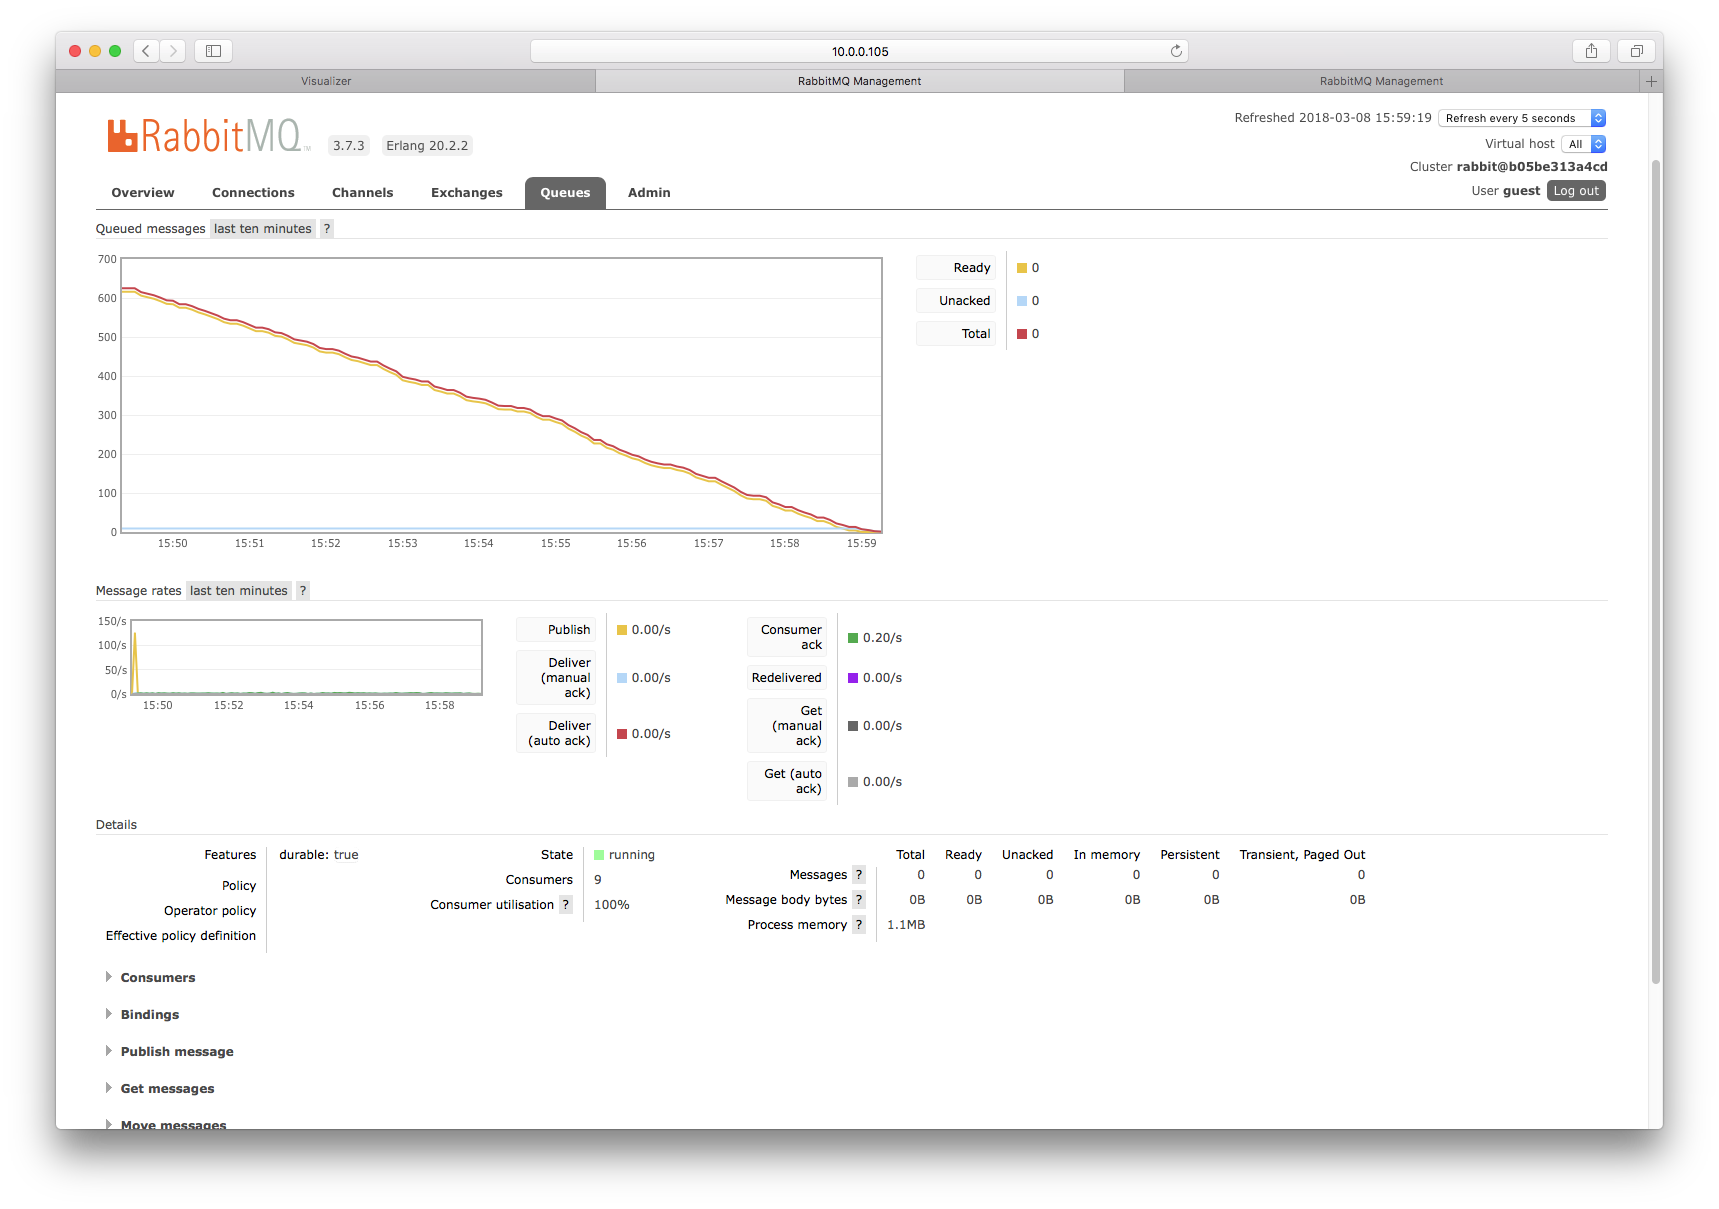 10.0.0.105
Visualizer
RabbitMQ Management
RabbitMQ Management
RabbitMQ TM
3.7.3
Erlang 20.2.2
Refreshed 2018-03-08 15:59:19 Refresh every 5 seconds
Virtual host All
Cluster rabbit@b05be313a4cd
User guest Log out
Overview Connections Channels Exchanges Queues Admin
Queued messages last ten minutes ?
700
600
500
400
300
200
100
0
15:50 15:51 15:52 15:53 15:54 15:55 15:56 15:57 15:58 15:59
Ready 0
Unacked 0
Total 0
Message rates last ten minutes ?
150/s
100/s
50/s
0/s
15:50 15:52 15:54 15:56 15:58
Publish 0.00/s
Deliver
(manual 0.00/s
ack)
Deliver
(auto ack) 0.00/s
Consumer
ack 0.20/s
Redelivered 0.00/s
Get
(manual 0.00/s
ack)
Get (auto
ack) 0.00/s
Details
Features durable: true
Policy
Operator policy
Effective policy definition
State running
Consumers 9
Consumer utilisation ? 100%
Total Ready Unacked In memory Persistent Transient, Paged Out
Messages ? 0 0 0 0 0 0
Message body bytes ? 0B 0B 0B 0B 0B 0B
Process memory ? 1.1MB
Consumers
Bindings
Publish message
Get messages
Move messages